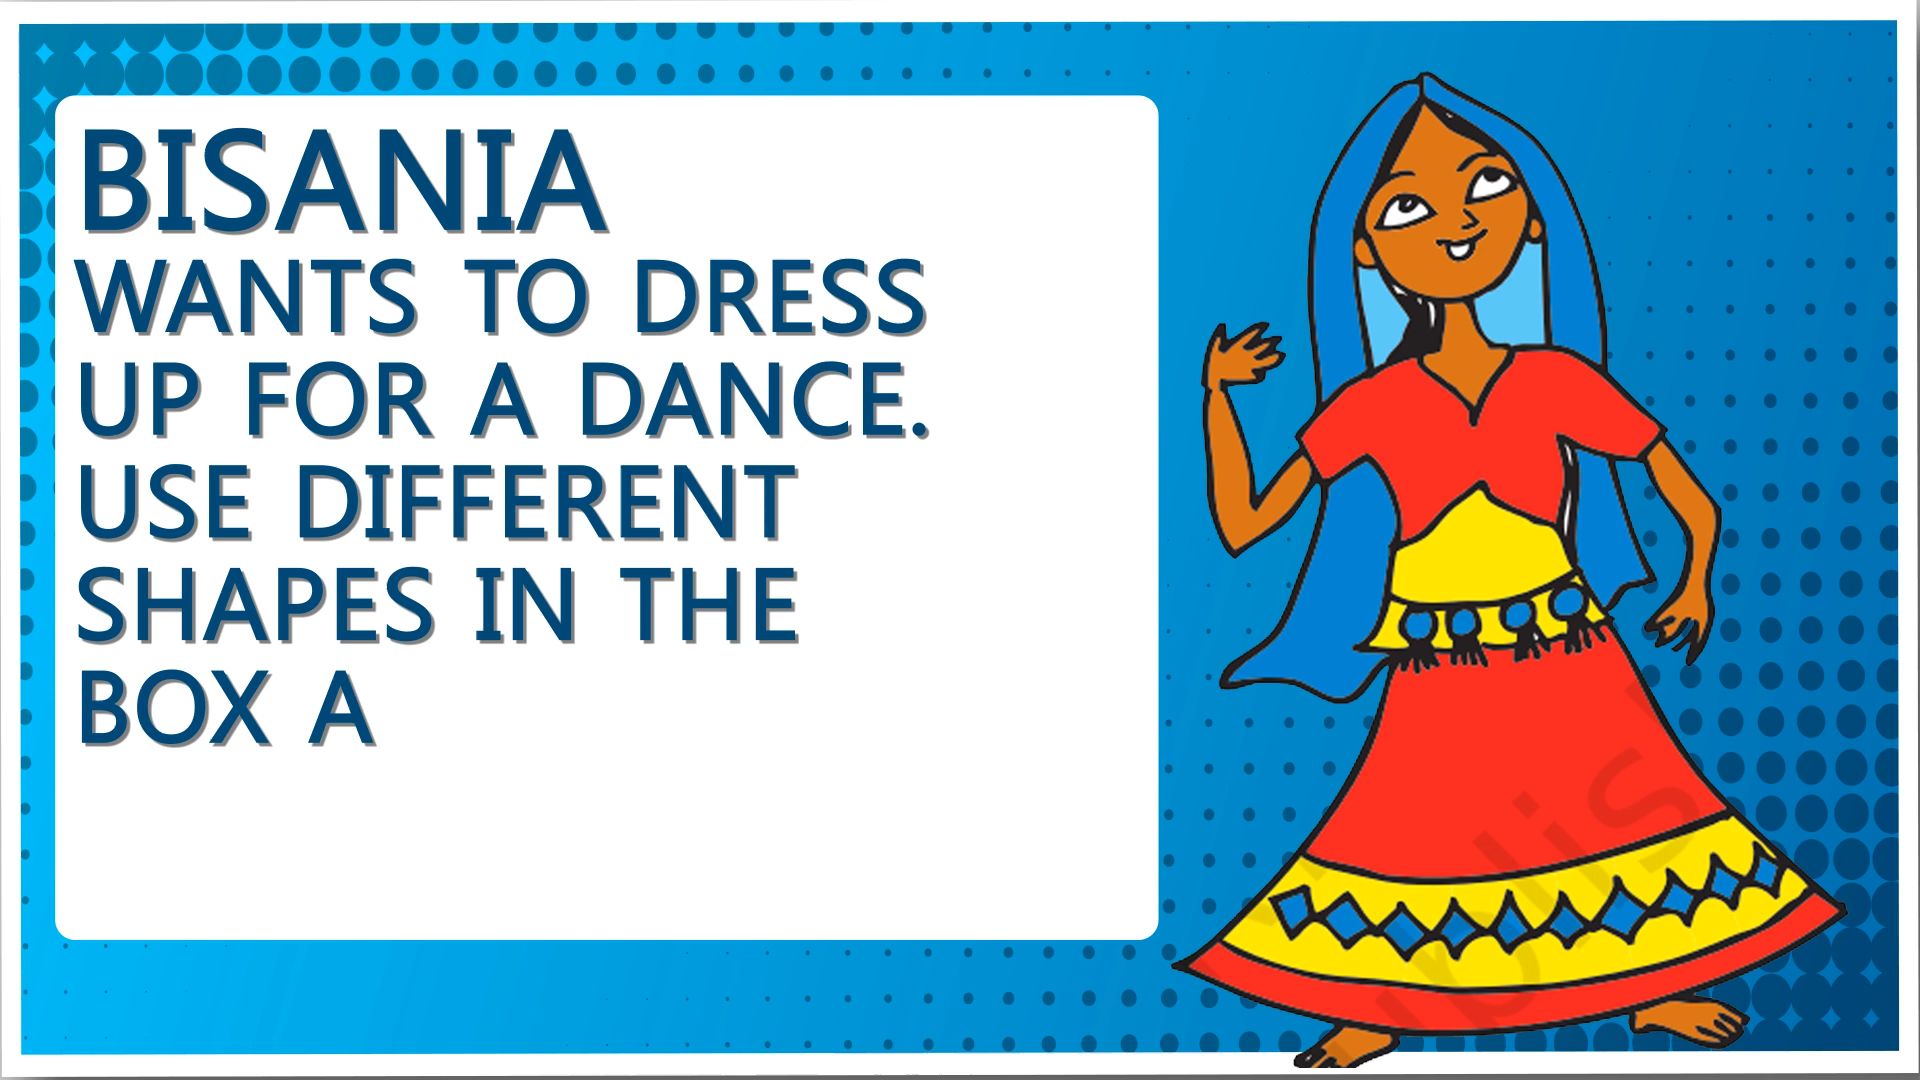 BISANIA
WANTS TO DRESS
UP FOR A DANCE.
USE DIFFERENT
SHAPES IN THE
BOX A